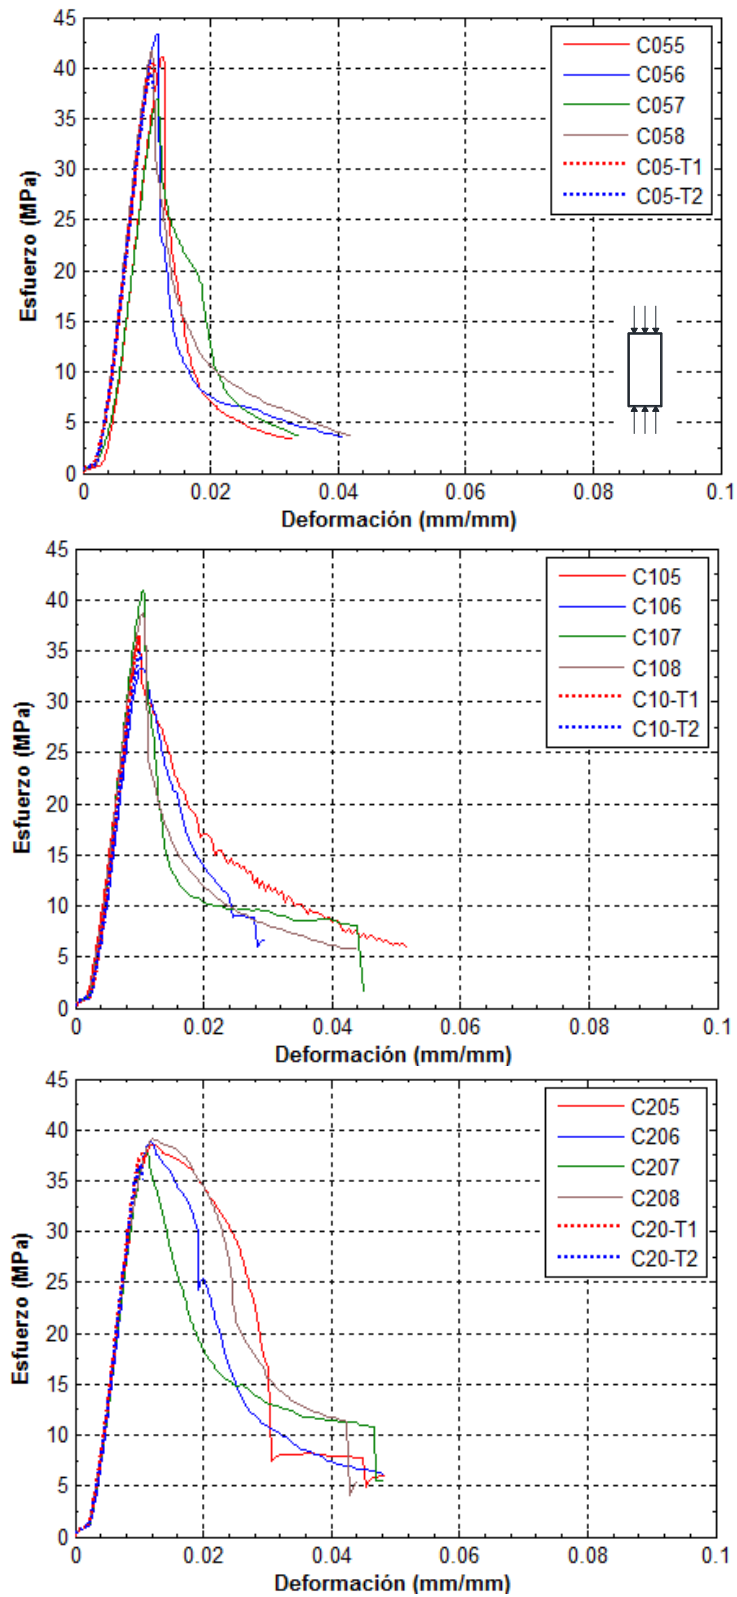 45
40
35
30
25
20
15
10
5
0
Esfuerzo (MPa)
C055
C056
C057
C058
C05-T1
C05-T2
0 0.02 0.04 0.06 0.08 0.1
Deformación (mm/mm)
45
40
35
30
25
20
15
10
5
0
Esfuerzo (MPa)
C105
C106
C107
C108
C10-T1
C10-T2
0 0.02 0.04 0.06 0.08 0.1
Deformación (mm/mm)
45
40
35
30
25
20
15
10
5
0
Esfuerzo (MPa)
C205
C206
C207
C208
C20-T1
C20-T2
0 0.02 0.04 0.06 0.08 0.1
Deformación (mm/mm)